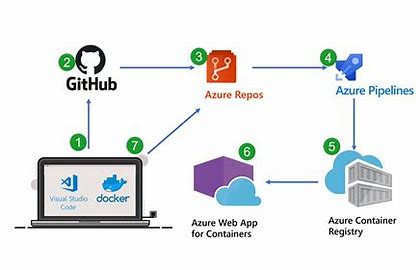 2
GitHub
3
Azure Repos
4
Azure Pipelines
1
7
Visual Studio
Code
docker
6
Azure Web App
for Containers
5
Azure Container
Registry